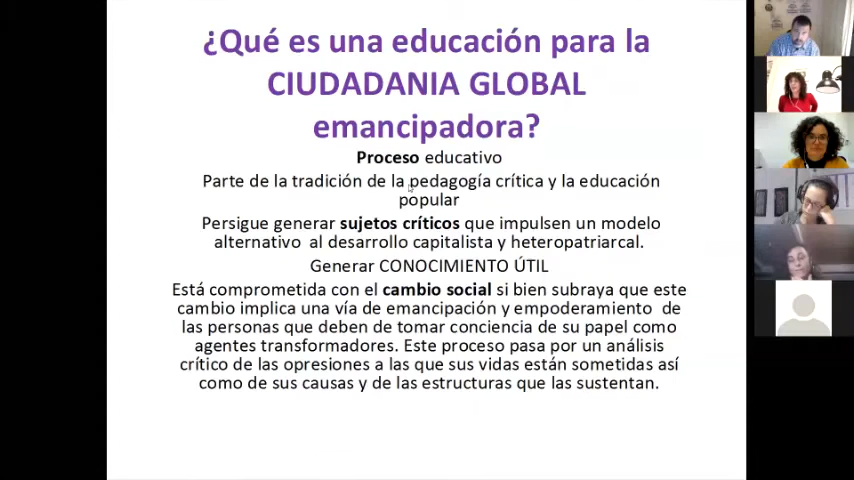 ¿Qué es una educación para la
CIUDADANIA GLOBAL
emancipadora?
Proceso educativo
Parte de la tradición de la pedagogía crítica y la educación
popular
Persigue generar sujetos críticos que impulsen un modelo
alternativo al desarrollo capitalista y heteropatriarcal.
Generar CONOCIMIENTO ÚTIL
Está comprometida con el cambio social si bien subraya que este
cambio implica una vía de emancipación y empoderamiento de
las personas que deben de tomar conciencia de su papel como
agentes transformadores. Este proceso pasa por un análisis
crítico de las opresiones a las que sus vidas están sometidas así
como de sus causas y de las estructuras que las sustentan.